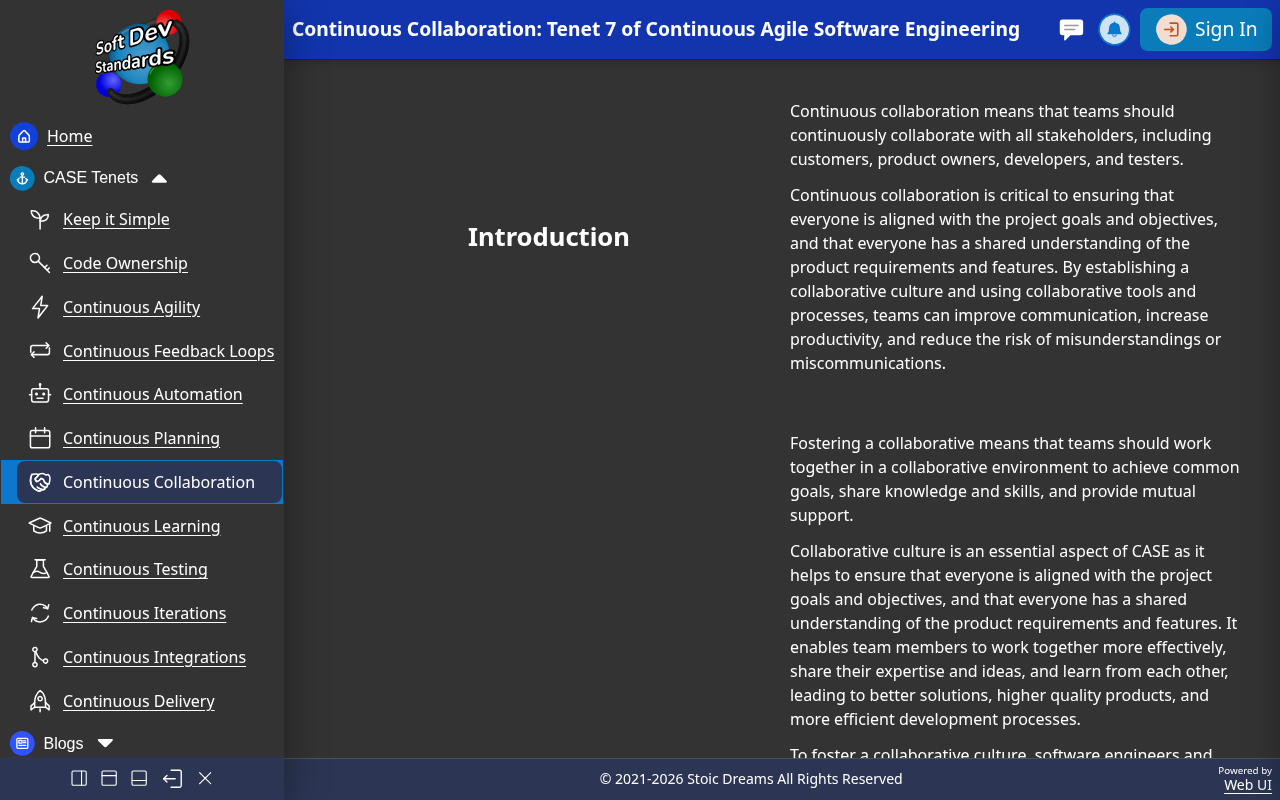 Soft Dev
Standards
Home
CASE Tenets
Keep it Simple
Code Ownership
Continuous Agility
Continuous Feedback Loops
Continuous Automation
Continuous Planning
Continuous Collaboration
Continuous Learning
Continuous Testing
Continuous Iterations
Continuous Integrations
Continuous Delivery
Blogs
Continuous Collaboration: Tenet 7 of Continuous Agile Software Engineering
Sign In
Introduction
Continuous collaboration means that teams should
continuously collaborate with all stakeholders, including
customers, product owners, developers, and testers.
Continuous collaboration is critical to ensuring that
everyone is aligned with the project goals and objectives,
and that everyone has a shared understanding of the
product requirements and features. By establishing a
collaborative culture and using collaborative tools and
processes, teams can improve communication, increase
productivity, and reduce the risk of misunderstandings or
miscommunications.
Fostering a collaborative means that teams should work
together in a collaborative environment to achieve common
goals, share knowledge and skills, and provide mutual
support.
Collaborative culture is an essential aspect of CASE as it
helps to ensure that everyone is aligned with the project
goals and objectives, and that everyone has a shared
understanding of the product requirements and features. It
enables team members to work together more effectively,
share their expertise and ideas, and learn from each other,
leading to better solutions, higher quality products, and
more efficient development processes.
To foster a collaborative culture, software engineers and
© 2021-2026 Stoic Dreams All Rights Reserved
Powered by
Web UI